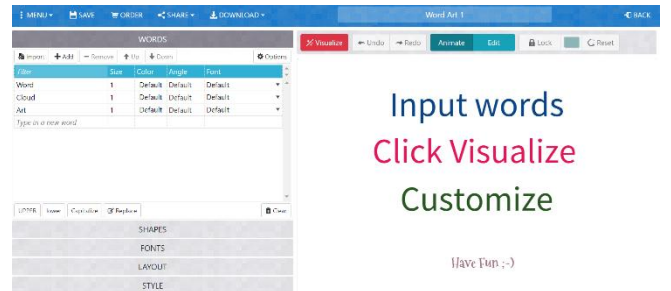 MENU SAVE ORDER SHARE DOWNLOAD Word Art 1 BACK
WORDS
Import Add Remove Up Down Options
Filter Size Color Angle Font
Word 1 Default Default Default
Cloud 1 Default Default Default
Art 1 Default Default Default
Type in a new word
UPPER lower Capitalize Replace Clear
SHAPES
FONTS
LAYOUT
STYLE
Visualize Undo Redo Animate Edit Lock Reset
Input words
Click Visualize
Customize
Have Fun ;-)